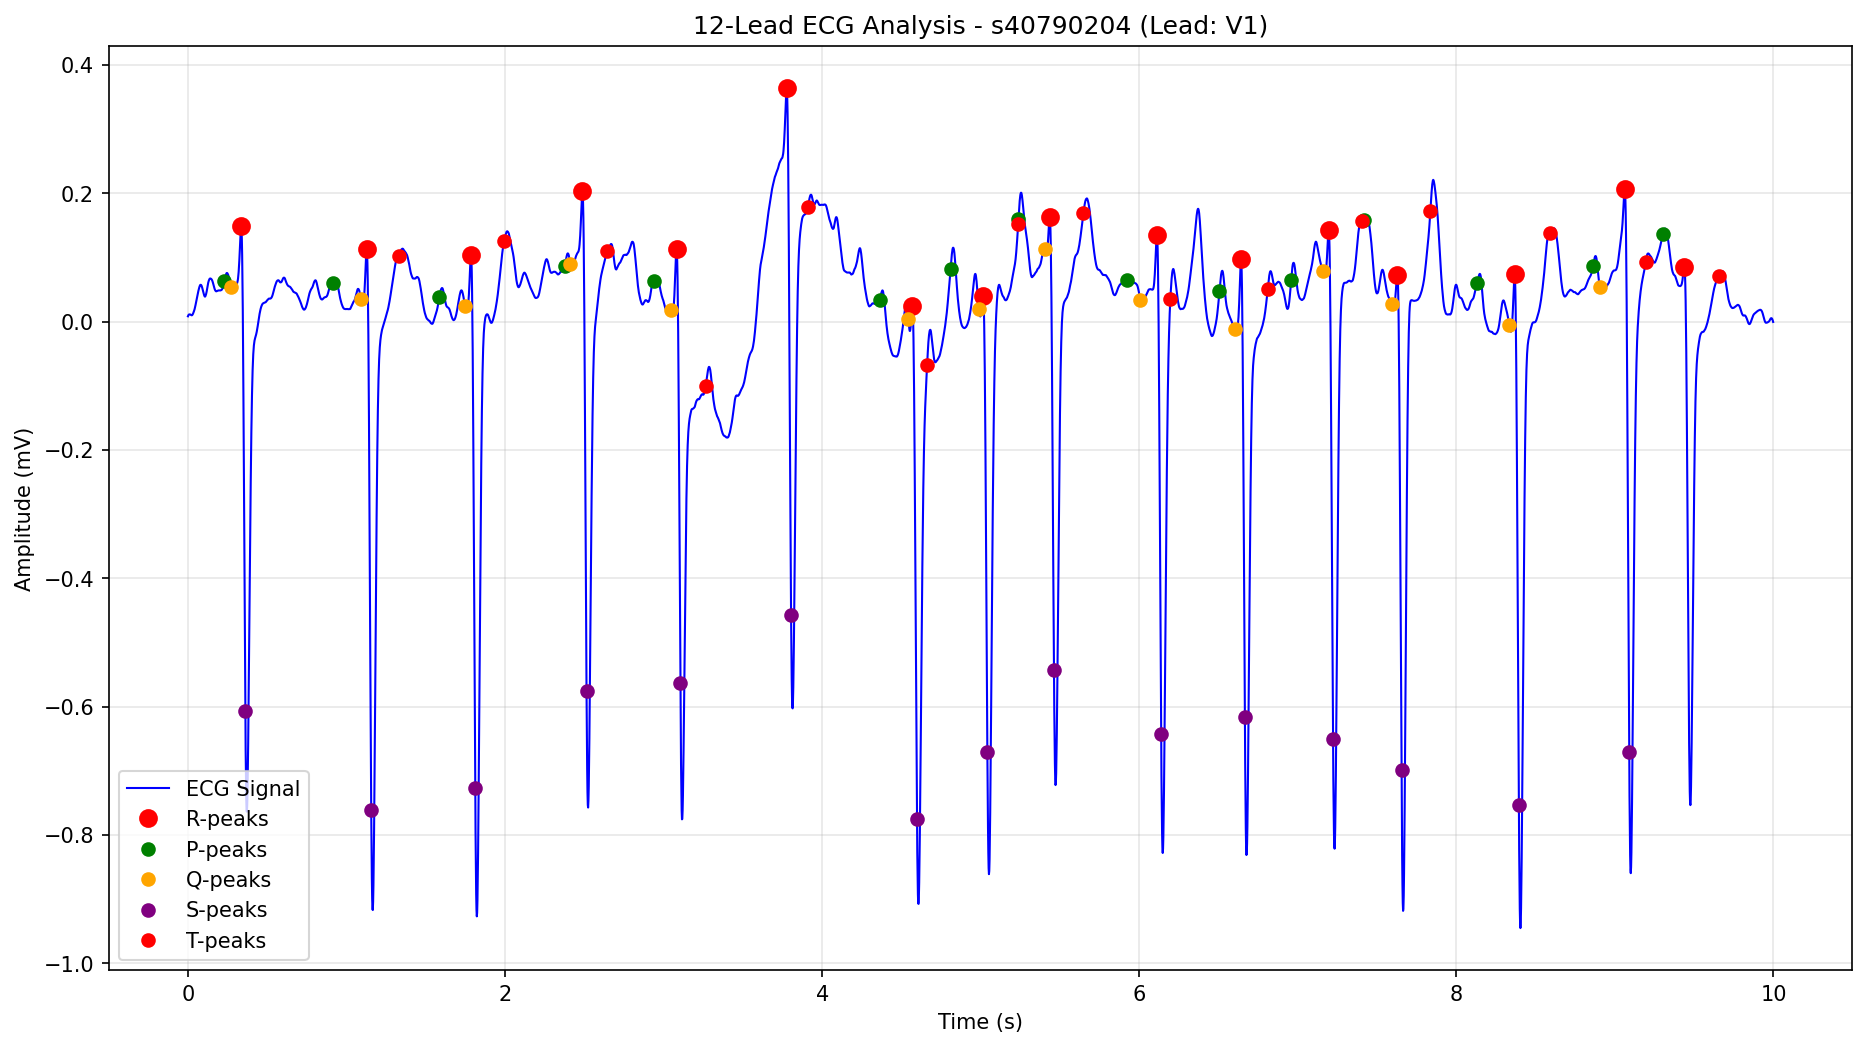 12-Lead ECG Analysis - s40790204 (Lead: V1)
Amplitude (mV)
0.4
0.2
0.0
−0.2
−0.4
−0.6
−0.8
−1.0
ECG Signal
R-peaks
P-peaks
Q-peaks
S-peaks
T-peaks
0 2 4 6 8 10
Time (s)